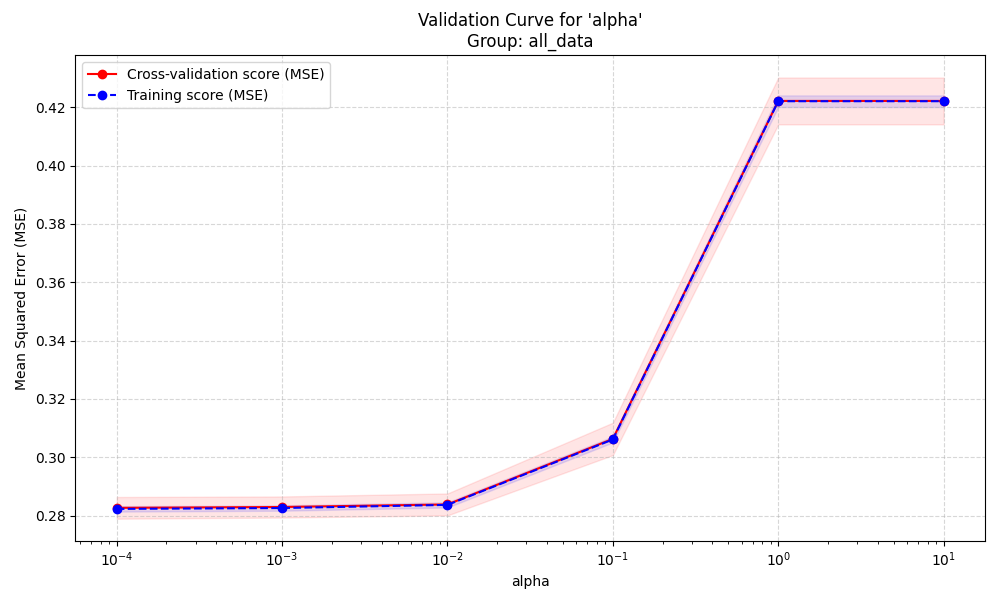 Validation Curve for 'alpha'
Group: all_data
Cross-validation score (MSE)
Training score (MSE)
Mean Squared Error (MSE)
0.42
0.40
0.38
0.36
0.34
0.32
0.30
0.28
10⁻⁴ 10⁻³ 10⁻² 10⁻¹ 10⁰ 10¹
alpha